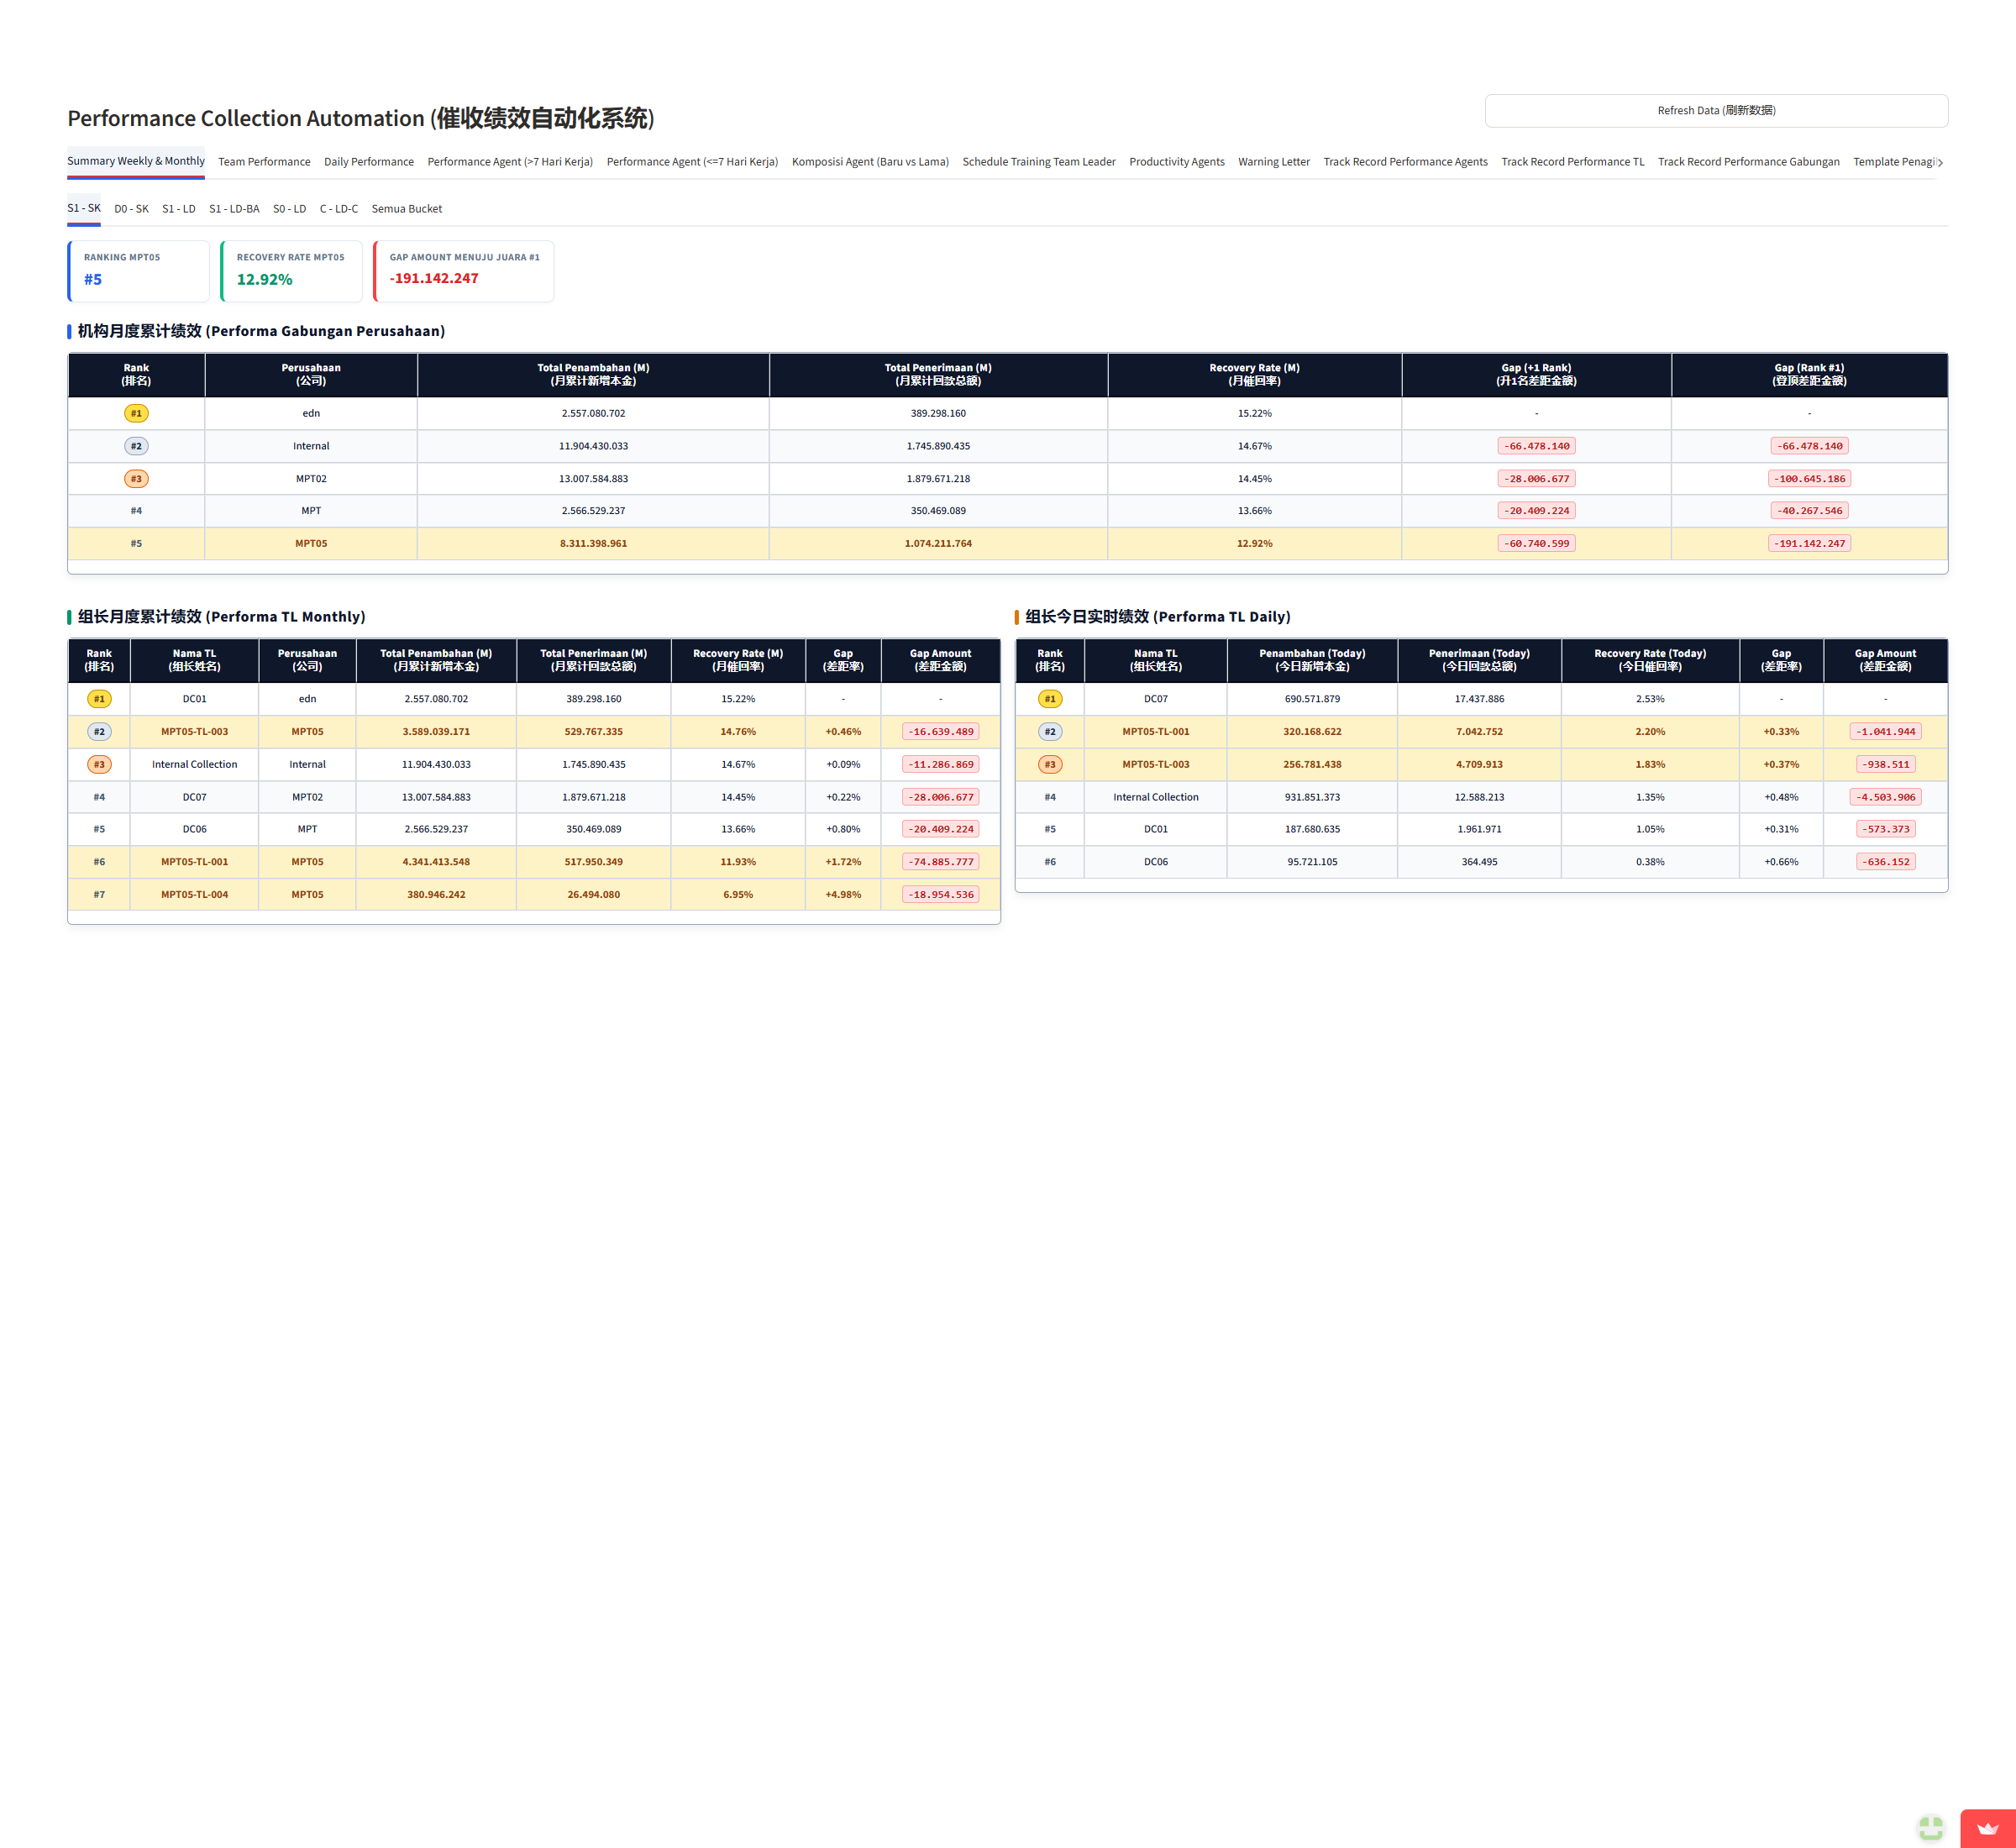 Performance Collection Automation (催收绩效自动化系统)
Refresh Data (刷新数据)
Summary Weekly & Monthly Team Performance Daily Performance Performance Agent (>7 Hari Kerja) Performance Agent (<=7 Hari Kerja) Komposisi Agent (Baru vs Lama) Schedule Training Team Leader Productivity Agents Warning Letter Track Record Performance Agents Track Record Performance TL Track Record Performance Gabungan Template Penagi
S1 - SK D0 - SK S1 - LD S1 - LD-BA S0 - LD C - LD-C Semua Bucket
RANKING MPT05
#5
RECOVERY RATE MPT05
12.92%
GAP AMOUNT MENUJU JUARA #1
-191.142.247
机构月度累计绩效 (Performa Gabungan Perusahaan)
Rank Perusahaan Total Penambahan (M) Total Penerimaan (M) Recovery Rate (M) Gap (+1 Rank) Gap (Rank #1)
(排名) (公司) (月累计新增本金) (月累计回款总额) (月催回率) (升1名差距金额) (登顶差距金额)
#1 edn 2.557.080.702 389.298.160 15.22% - -
#2 Internal 11.904.430.033 1.745.890.435 14.67% -66.478.140 -66.478.140
#3 MPT02 13.007.584.883 1.879.671.218 14.45% -28.006.677 -100.645.186
#4 MPT 2.566.529.237 350.469.089 13.66% -20.409.224 -40.267.546
#5 MPT05 8.311.398.961 1.074.211.764 12.92% -60.740.599 -191.142.247
组长月度累计绩效 (Performa TL Monthly)
Rank Nama TL Perusahaan Total Penambahan (M) Total Penerimaan (M) Recovery Rate (M) Gap Gap Amount
(排名) (组长姓名) (公司) (月累计新增本金) (月累计回款总额) (月催回率) (差距率) (差距金额)
#1 DC01 edn 2.557.080.702 389.298.160 15.22% - -
#2 MPT05-TL-003 MPT05 3.589.039.171 529.767.335 14.76% +0.46% -16.639.489
#3 Internal Collection Internal 11.904.430.033 1.745.890.435 14.67% +0.09% -11.286.869
#4 DC07 MPT02 13.007.584.883 1.879.671.218 14.45% +0.22% -28.006.677
#5 DC06 MPT 2.566.529.237 350.469.089 13.66% +0.80% -20.409.224
#6 MPT05-TL-001 MPT05 4.341.413.548 517.950.349 11.93% +1.72% -74.885.777
#7 MPT05-TL-004 MPT05 380.946.242 26.494.080 6.95% +4.98% -18.954.536
组长今日实时绩效 (Performa TL Daily)
Rank Nama TL Penambahan (Today) Penerimaan (Today) Recovery Rate (Today) Gap Gap Amount
(排名) (组长姓名) (今日新增本金) (今日回款总额) (今日催回率) (差距率) (差距金额)
#1 DC07 690.571.879 17.437.886 2.53% - -
#2 MPT05-TL-001 320.168.622 7.042.752 2.20% +0.33% -1.041.944
#3 MPT05-TL-003 256.781.438 4.709.913 1.83% +0.37% -938.511
#4 Internal Collection 931.851.373 12.588.213 1.35% +0.48% -4.503.906
#5 DC01 187.680.635 1.961.971 1.05% +0.31% -573.373
#6 DC06 95.721.105 364.495 0.38% +0.66% -636.152